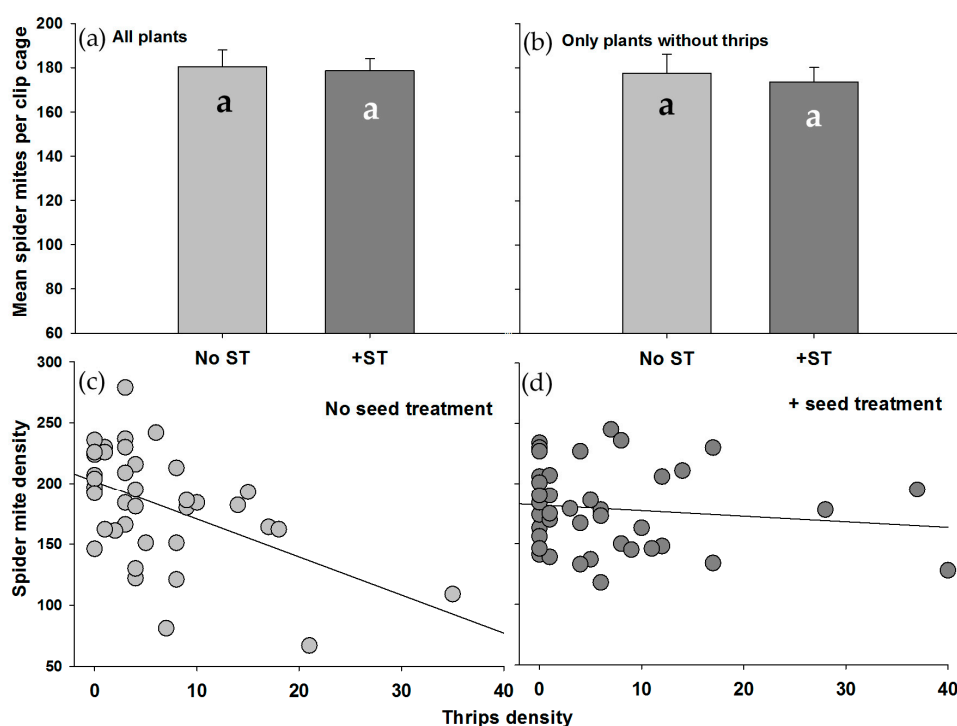 (a) All plants
(b) Only plants without thrips
Mean spider mites per clip cage
200
180
160
140
120
100
80
60
a
a
a
a
No ST
+ST
No ST
+ST
(c)
No seed treatment
(d)
+ seed treatment
Spider mite density
300
250
200
150
100
50
0
10
20
30
40
0
10
20
30
40
Thrips density